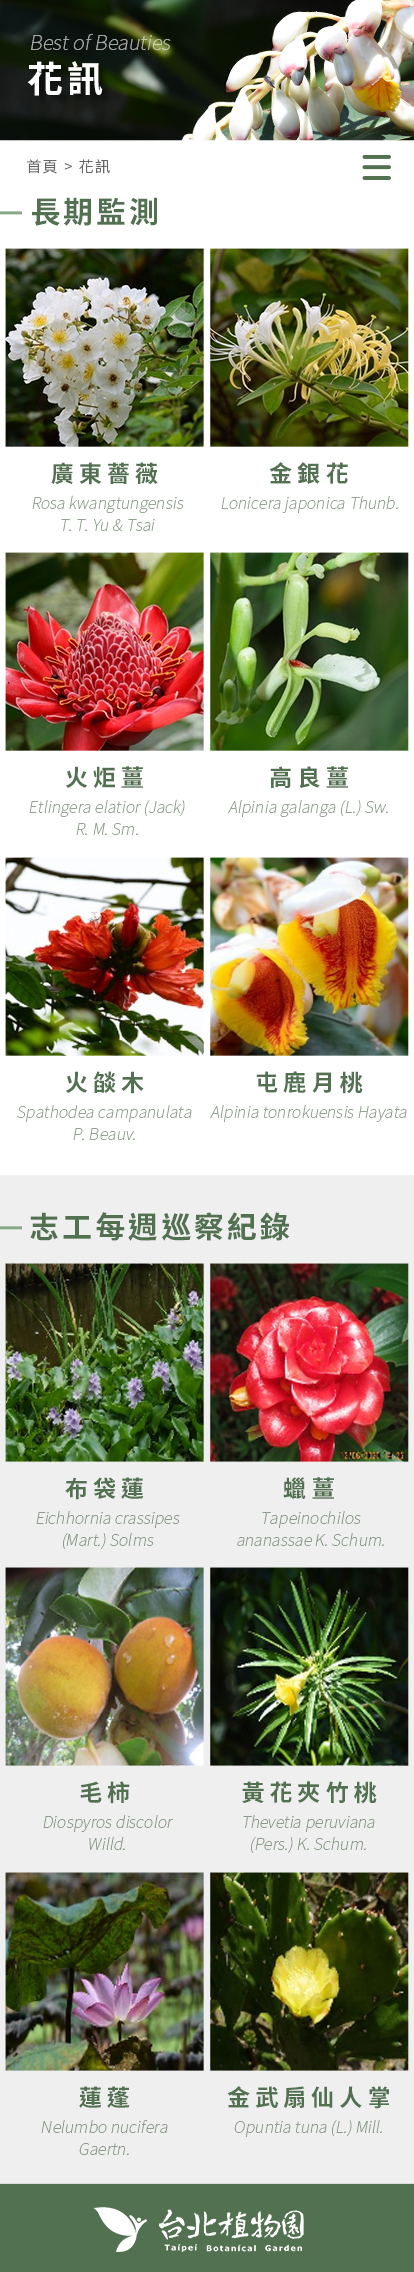 Best of Beauties
花訊
首頁 > 花訊
長期監測
廣東薔薇
Rosa kwangtungensis
T. T. Yu & Tsai
金銀花
Lonicera japonica Thunb.
火炬薑
Etlingera elatior (Jack)
R. M. Sm.
高良薑
Alpinia galanga (L.) Sw.
火燄木
Spathodea campanulata
P. Beauv.
屯鹿月桃
Alpinia tonrokuensis Hayata
志工每週巡察紀錄
布袋蓮
Eichhornia crassipes
(Mart.) Solms
蠟薑
Tapeinochilos
ananassae K. Schum.
毛柿
Diospyros discolor
Willd.
黃花夾竹桃
Thevetia peruviana
(Pers.) K. Schum.
蓮蓬
Nelumbo nucifera
Gaertn.
金武扇仙人掌
Opuntia tuna (L.) Mill.
台北植物園
Taipei Botanical Garden